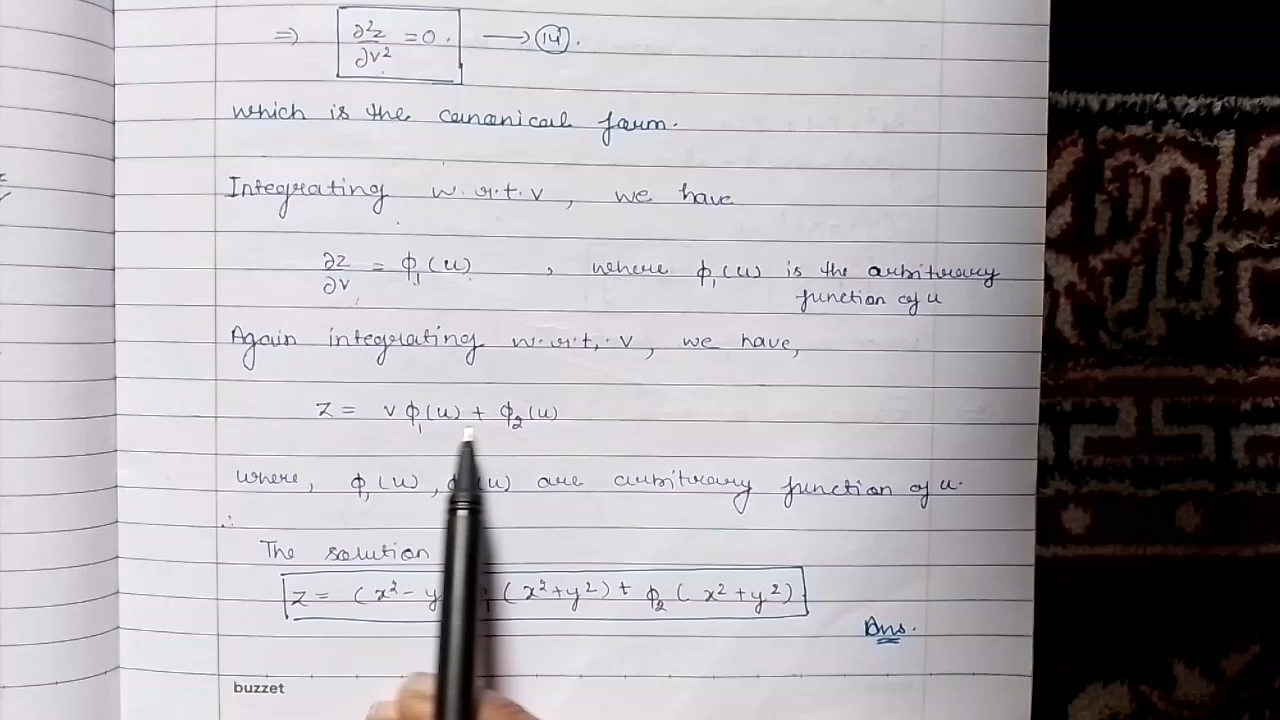 ⇒ ∂²z/∂v² = 0. → (14).
which is the canonical form.
Integrating w.r.t. v, we have
∂z/∂v = ϕ₁(u) , where ϕ₁(u) is the arbitrary
function of u
Again integrating w.r.t. v, we have,
z = v ϕ₁(u) + ϕ₂(u)
where, ϕ₁(u), (u) are arbitrary function of u.
∴
The solution
z = (x² - y (x² + y²) + ϕ₂ (x² + y²)
Ans.
buzzet